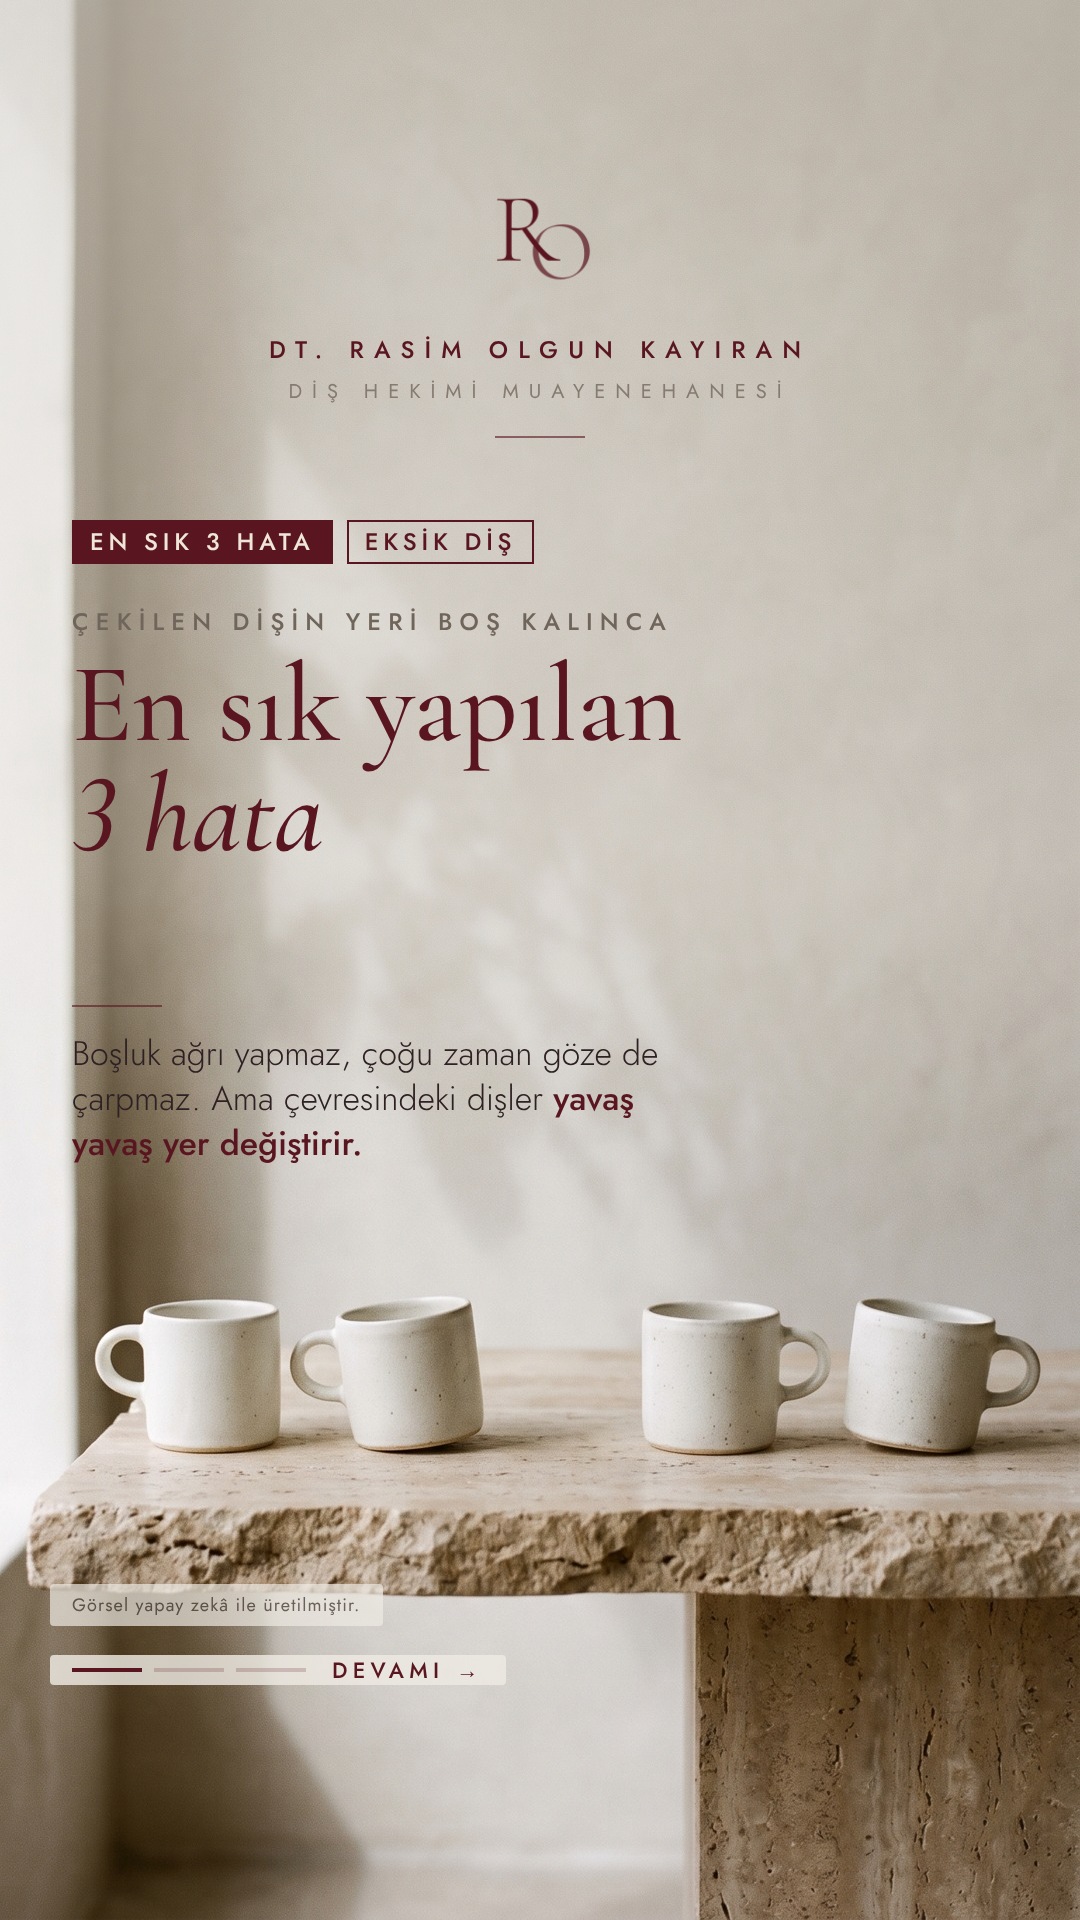 RO
DT. RASİM OLGUN KAYIRAN
DİŞ HEKİMİ MUAYENEHANESİ
EN SIK 3 HATA
EKSİK DİŞ
ÇEKİLEN DİŞİN YERİ BOŞ KALINCA
En sık yapılan
3 hata
Boşluk ağrı yapmaz, çoğu zaman göze de
çarpmaz. Ama çevresindeki dişler yavaş
yavaş yer değiştirir.
Görsel yapay zekâ ile üretilmiştir.
DEVAMI →